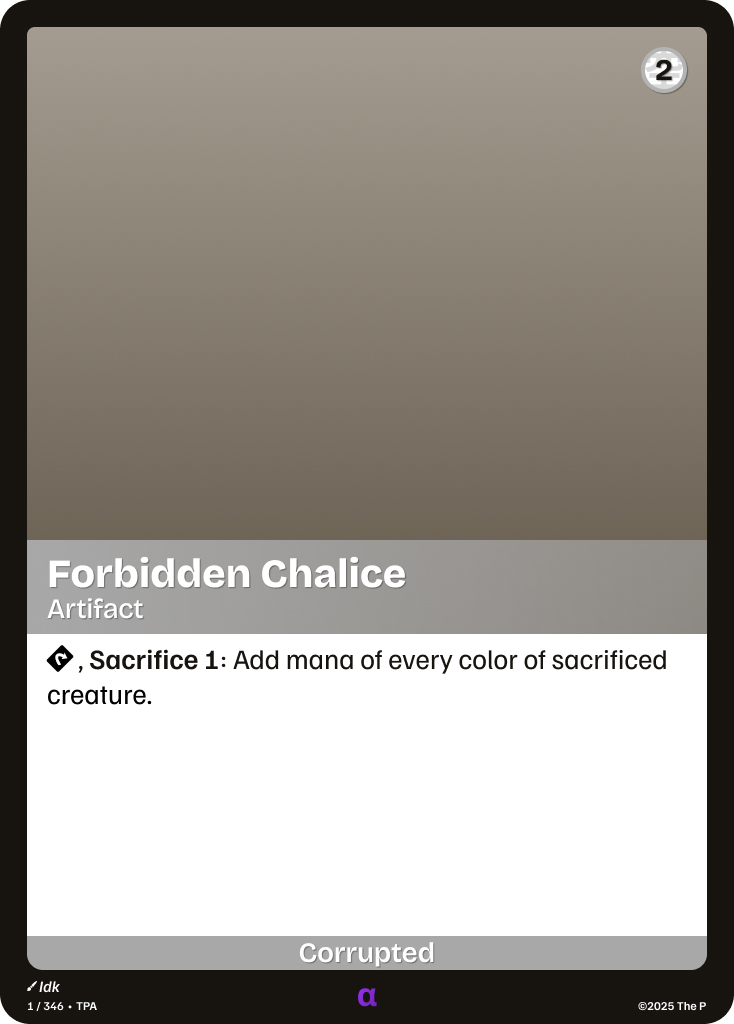 2
Forbidden Chalice
Artifact
, Sacrifice 1: Add mana of every color of sacrificed
creature.
Corrupted
Idk
1 / 346 • TPA
α
©2025 The P